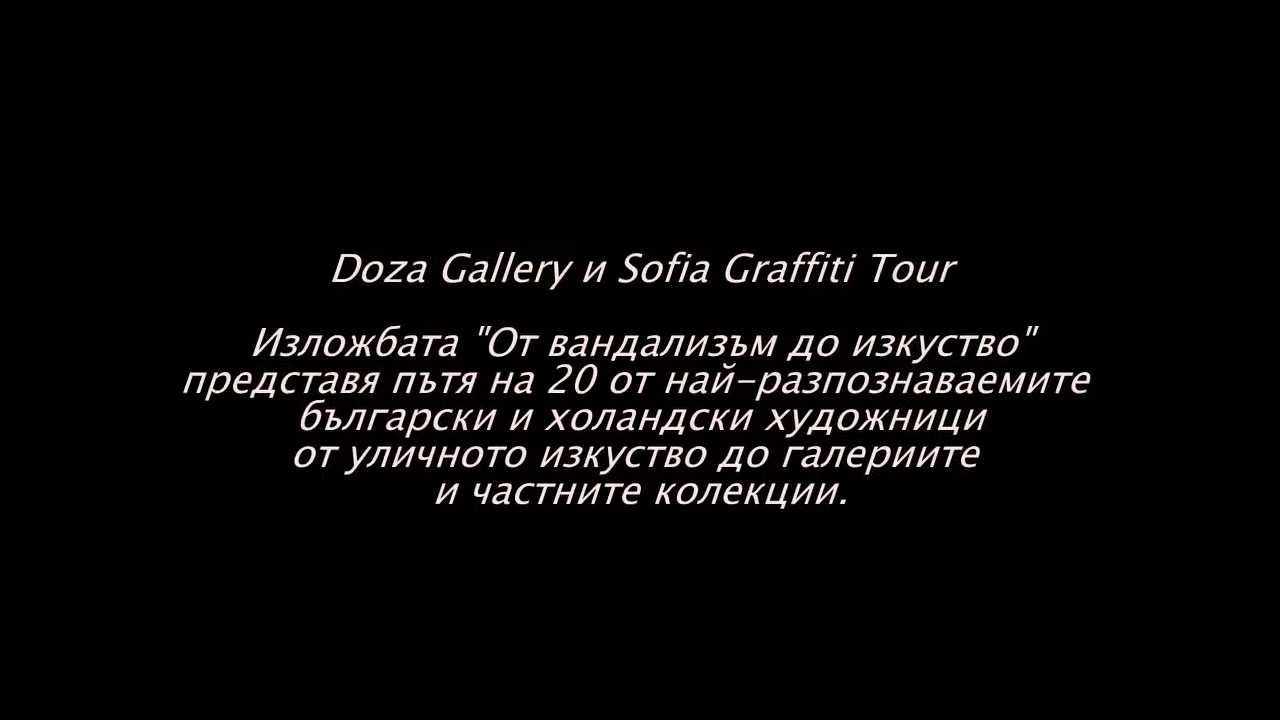 Doza Gallery и Sofia Graffiti Tour
Изложбата "От вандализъм до изкуство"
представя пътя на 20 от най-разпознаваемите
български и холандски художници
от уличното изкуство до галериите
и частните колекции.